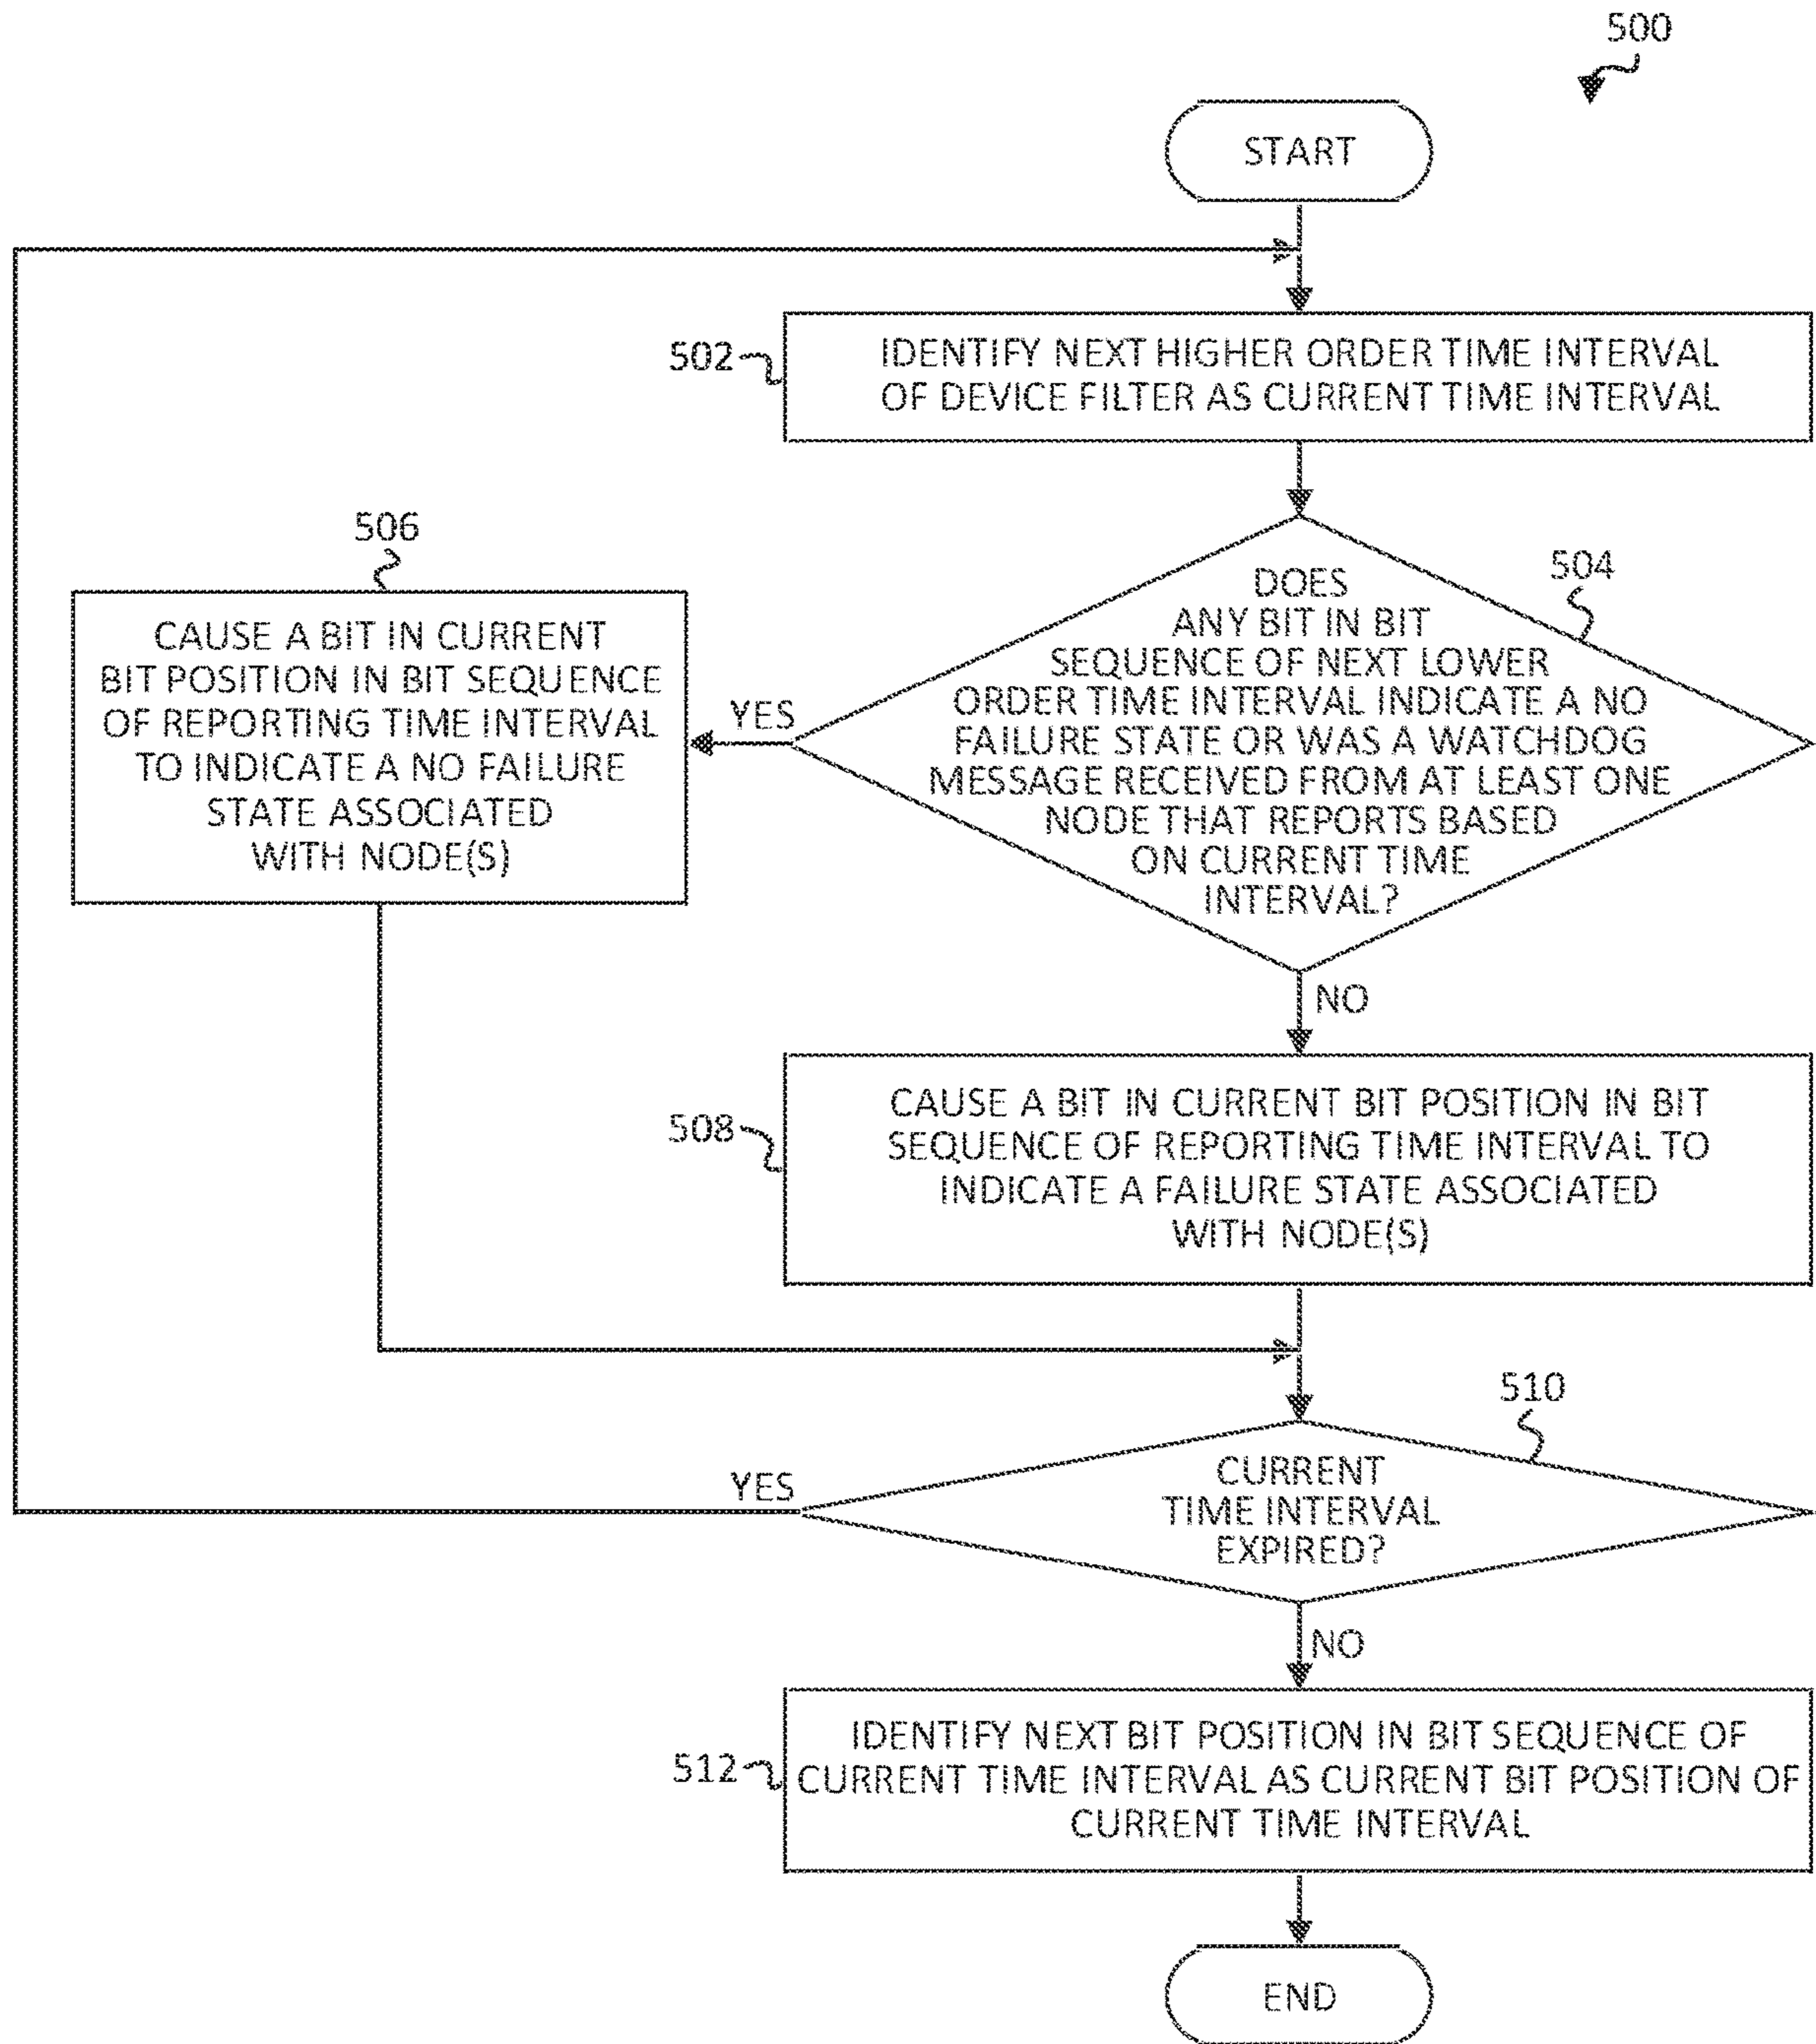 500
START
502
IDENTIFY NEXT HIGHER ORDER TIME INTERVAL
OF DEVICE FILTER AS CURRENT TIME INTERVAL
504
DOES
ANY BIT IN BIT
SEQUENCE OF NEXT LOWER
ORDER TIME INTERVAL INDICATE A NO
FAILURE STATE OR WAS A WATCHDOG
MESSAGE RECEIVED FROM AT LEAST ONE
NODE THAT REPORTS BASED
ON CURRENT TIME
INTERVAL?
YES
506
CAUSE A BIT IN CURRENT
BIT POSITION IN BIT SEQUENCE
OF REPORTING TIME INTERVAL
TO INDICATE A NO FAILURE
STATE ASSOCIATED
WITH NODE(S)
NO
508
CAUSE A BIT IN CURRENT BIT POSITION IN BIT
SEQUENCE OF REPORTING TIME INTERVAL TO
INDICATE A FAILURE STATE ASSOCIATED
WITH NODE(S)
510
CURRENT
TIME INTERVAL
EXPIRED?
YES
NO
512
IDENTIFY NEXT BIT POSITION IN BIT SEQUENCE OF
CURRENT TIME INTERVAL AS CURRENT BIT POSITION OF
CURRENT TIME INTERVAL
END